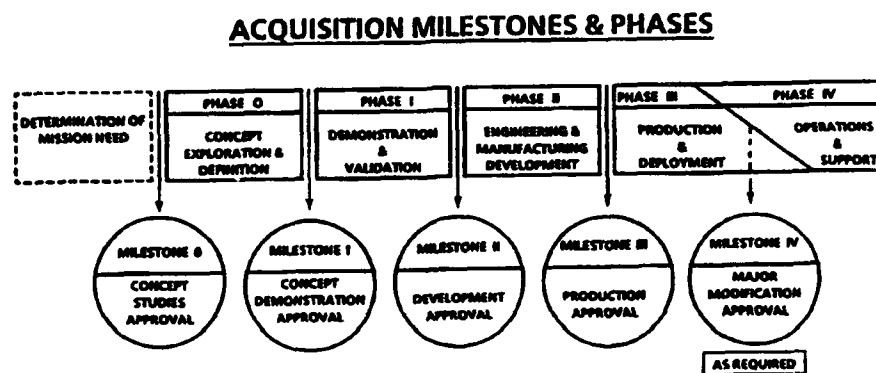 ACQUISITION MILESTONES & PHASES
DETERMINATION OF
MISSION NEED
PHASE 0
CONCEPT
EXPLORATION &
DEFINITION
PHASE I
DEMONSTRATION
&
VALIDATION
PHASE II
ENGINEERING &
MANUFACTURING
DEVELOPMENT
PHASE III
PRODUCTION
&
DEPLOYMENT
PHASE IV
OPERATIONS
&
SUPPORT
MILESTONE 0
CONCEPT
STUDIES
APPROVAL
MILESTONE I
CONCEPT
DEMONSTRATION
APPROVAL
MILESTONE II
DEVELOPMENT
APPROVAL
MILESTONE III
PRODUCTION
APPROVAL
MILESTONE IV
MAJOR
MODIFICATION
APPROVAL
AS REQUIRED